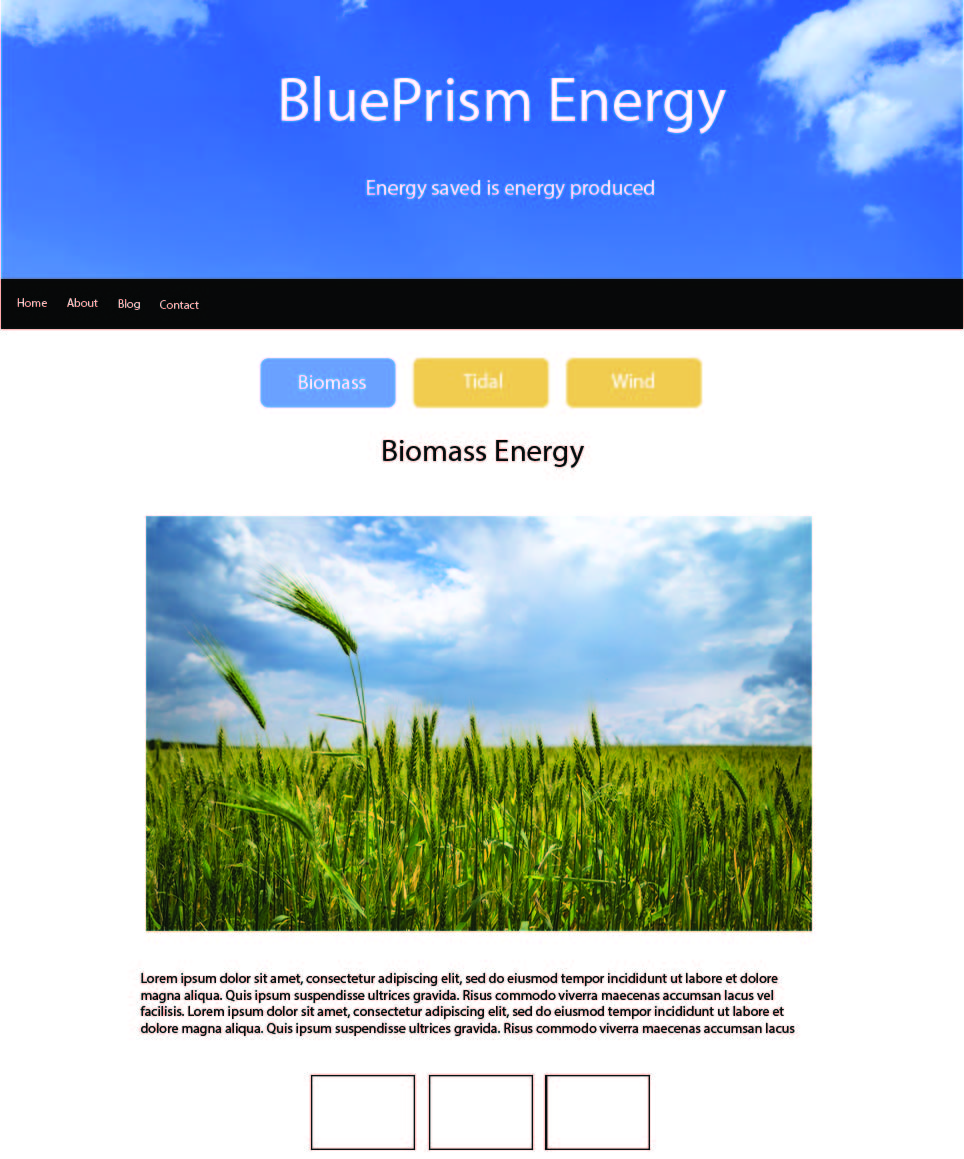 BluePrism Energy
Energy saved is energy produced
Home About Blog Contact
Biomass Tidal Wind
Biomass Energy
Lorem ipsum dolor sit amet, consectetur adipiscing elit, sed do eiusmod tempor incididunt ut labore et dolore
magna aliqua. Quis ipsum suspendisse ultrices gravida. Risus commodo viverra maecenas accumsan lacus vel
facilisis. Lorem ipsum dolor sit amet, consectetur adipiscing elit, sed do eiusmod tempor incididunt ut labore et
dolore magna aliqua. Quis ipsum suspendisse ultrices gravida. Risus commodo viverra maecenas accumsan lacus